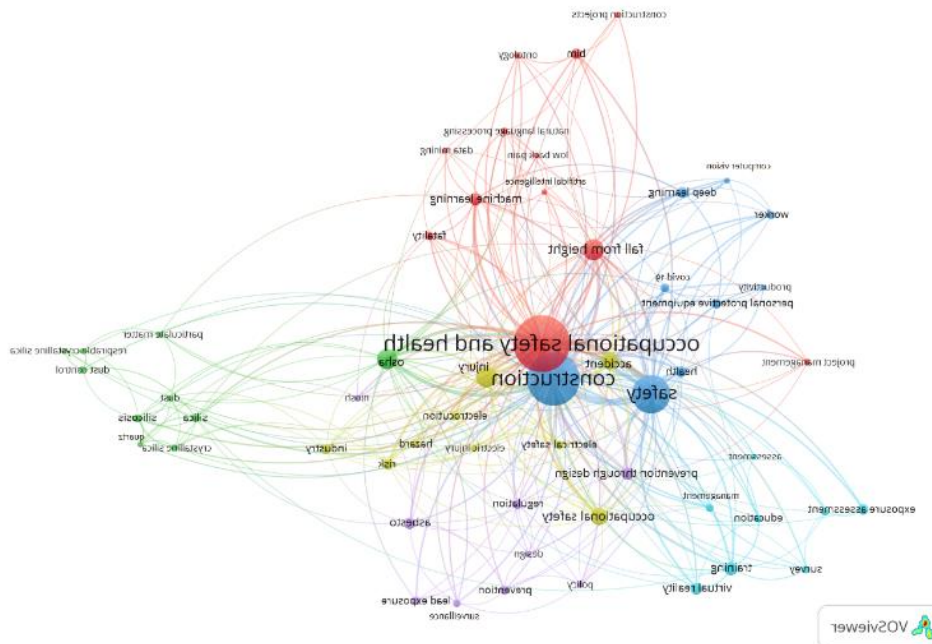 construction projects
bim
ontology
natural language processing
data mining
low back pain
computer vision
artificial intelligence
deep learning
machine learning
worker
fatality
fall from height
covid-19
productivity
personal protective equipment
particulate matter
occupational safety and health
respirable crystalline silica
osha
accident
project management
dust control
injury
health
construction
safety
dust
niosh
silicosis
silica
electrocution
quartz
crystalline silica
industry
hazard
electric injury
electrical safety
assessment
risk
prevention through design
management
regulation
exposure assessment
asbesto
occupational safety
education
design
training
survey
policy
prevention
virtual reality
lead exposure
surveillance
VOSviewer